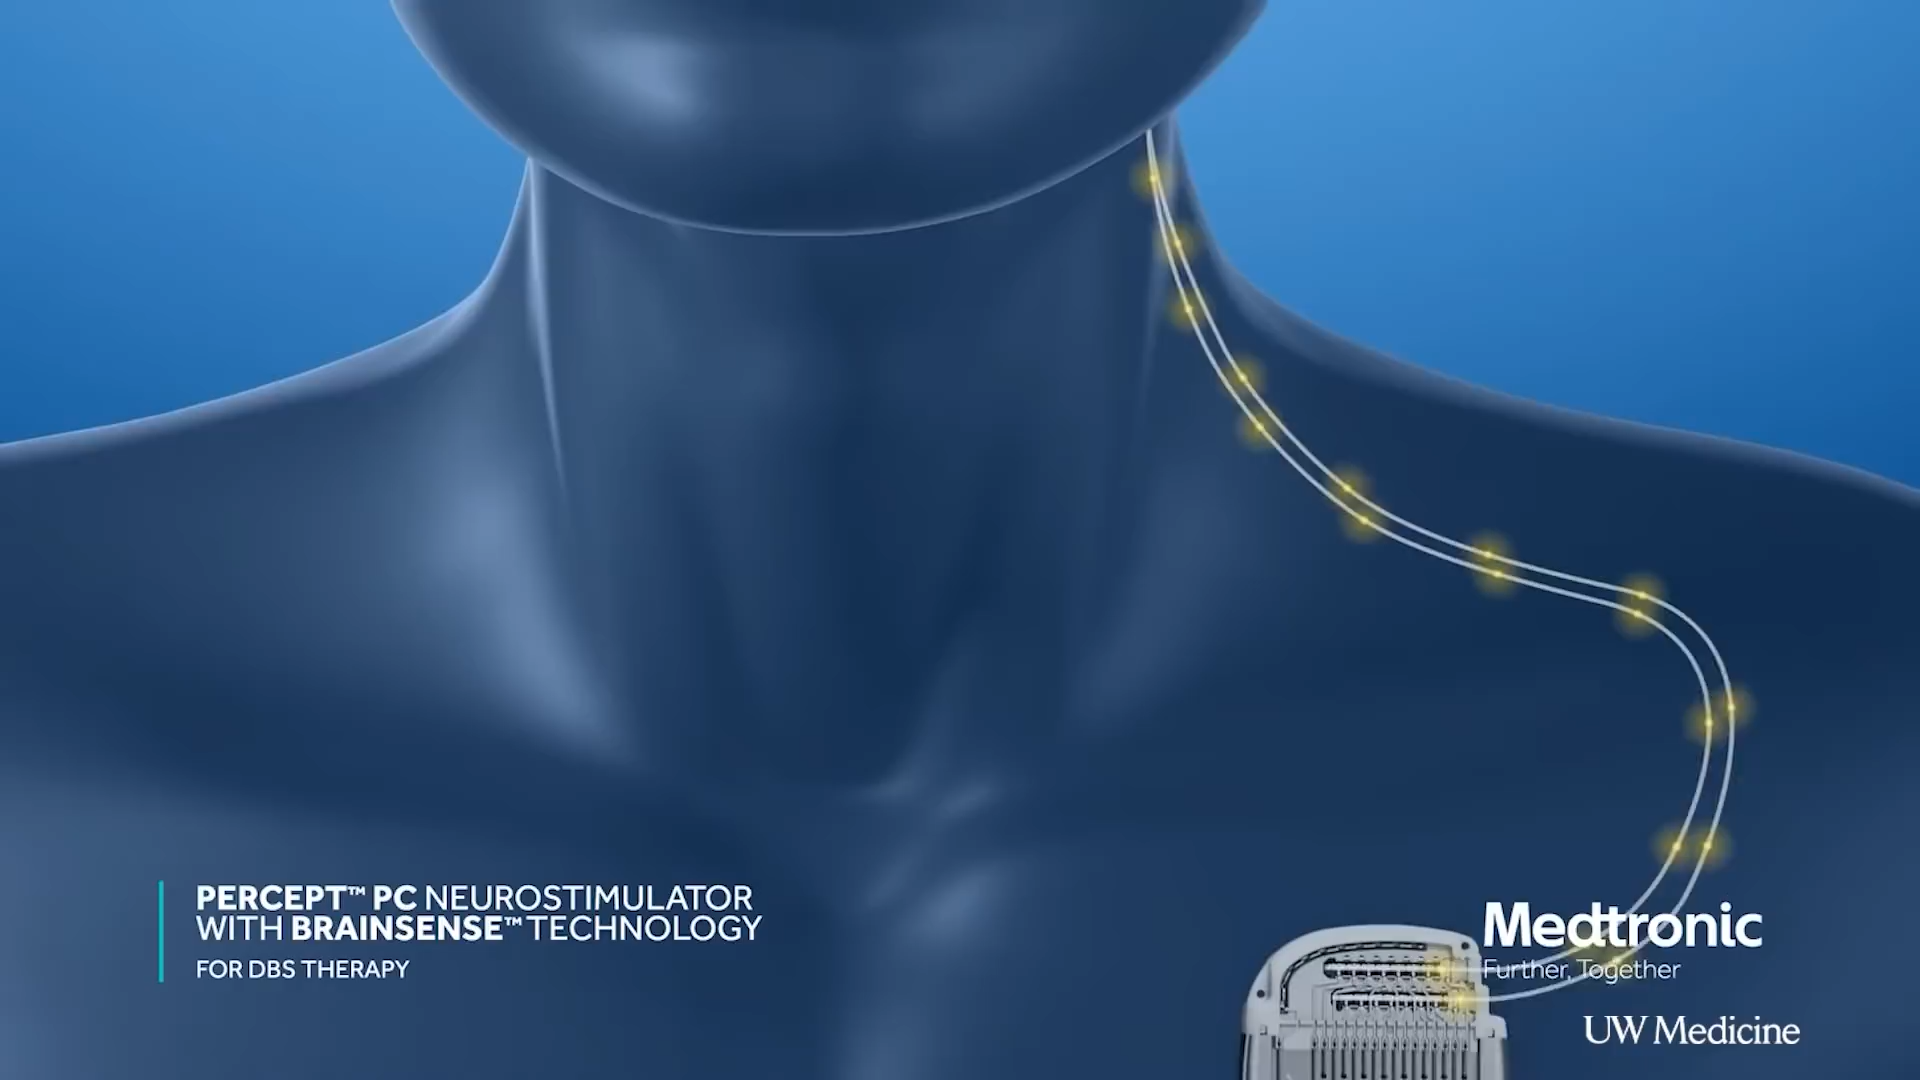 PERCEPT™ PC NEUROSTIMULATOR
WITH BRAINSENSE™ TECHNOLOGY
FOR DBS THERAPY
Medtronic
Further, Together
UW Medicine